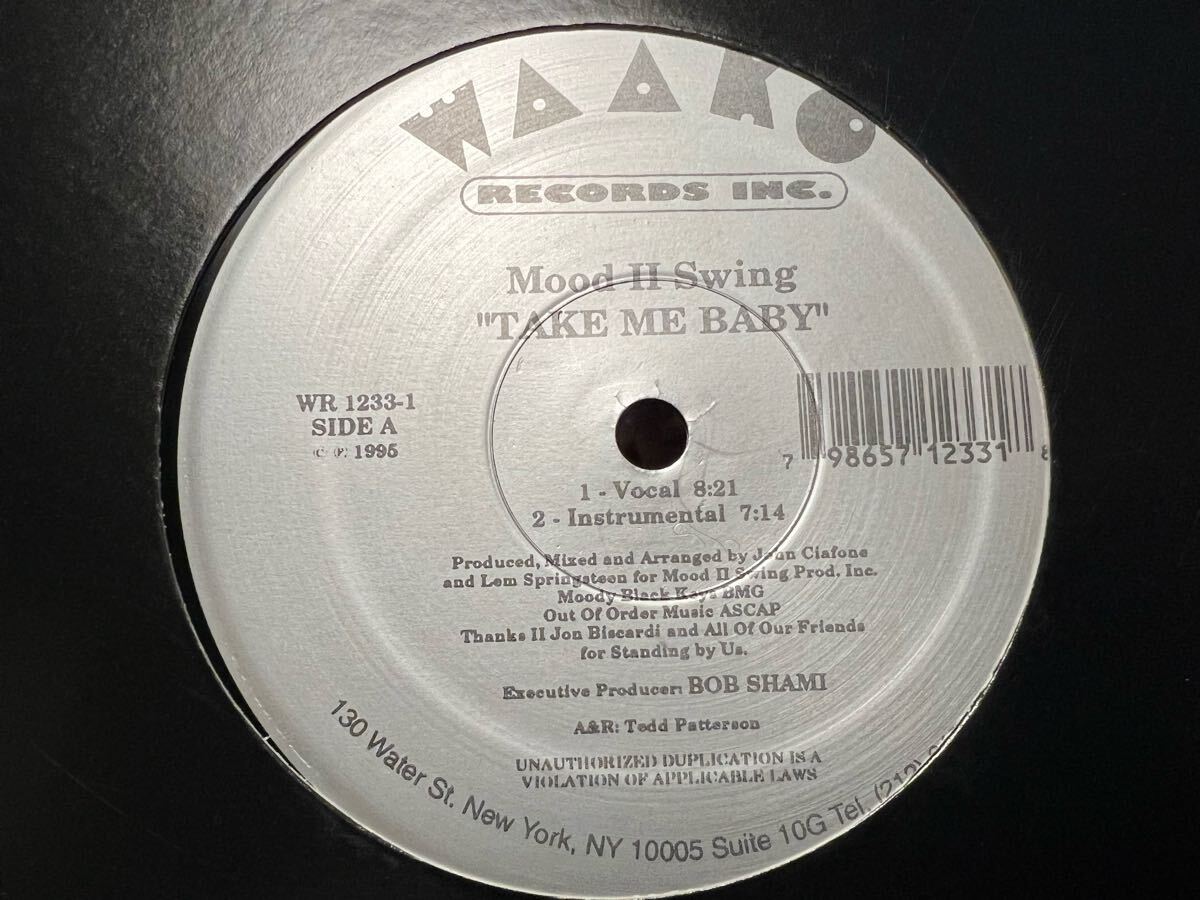 WAAKO
RECORDS INC.
Mood II Swing
"TAKE ME BABY"
WR 1233-1
SIDE A
(C) (P) 1995
7 98657 12331 8
1 - Vocal 8:21
2 - Instrumental 7:14
Produced, Mixed and Arranged by John Ciafone
and Lem Springsteen for Mood II Swing Prod, Inc.
Moody Black Keys BMG
Out Of Order Music ASCAP
Thanks II Jon Biscardi and All Of Our Friends
for Standing by Us.
Executive Producer: BOB SHAMI
A&R: Tedd Patterson
UNAUTHORIZED DUPLICATION IS A
VIOLATION OF APPLICABLE LAWS
130 Water St. New York, NY 10005 Suite 10G Tel. (212)